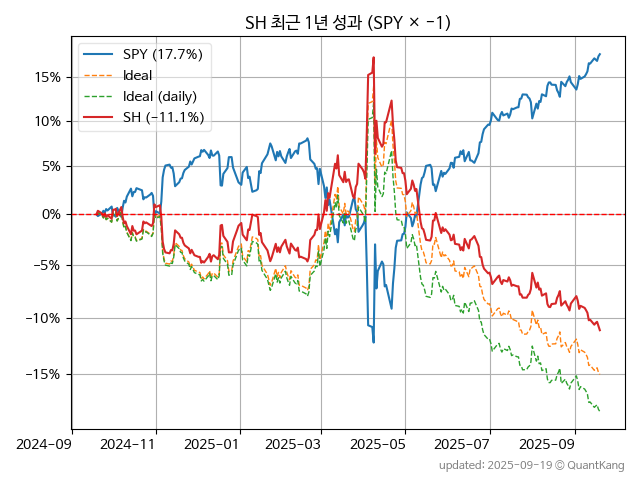 SH 최근 1년 성과 (SPY × −1)
SPY (17.7%)
Ideal
Ideal (daily)
SH (−11.1%)
15%
10%
5%
0%
−5%
−10%
−15%
2024-09 2024-11 2025-01 2025-03 2025-05 2025-07 2025-09
updated: 2025-09-19 © QuantKang